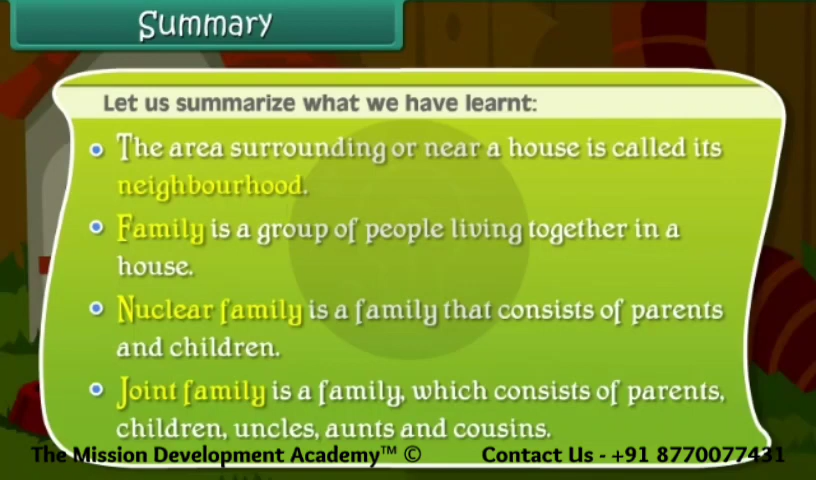 Summary
Let us summarize what we have learnt:
The area surrounding or near a house is called its
neighbourhood.
Family is a group of people living together in a
house.
Nuclear family is a family that consists of parents
and children.
Joint family is a family, which consists of parents,
children, uncles, aunts and cousins.
The Mission Development Academy™ © Contact Us - +91 8770077431